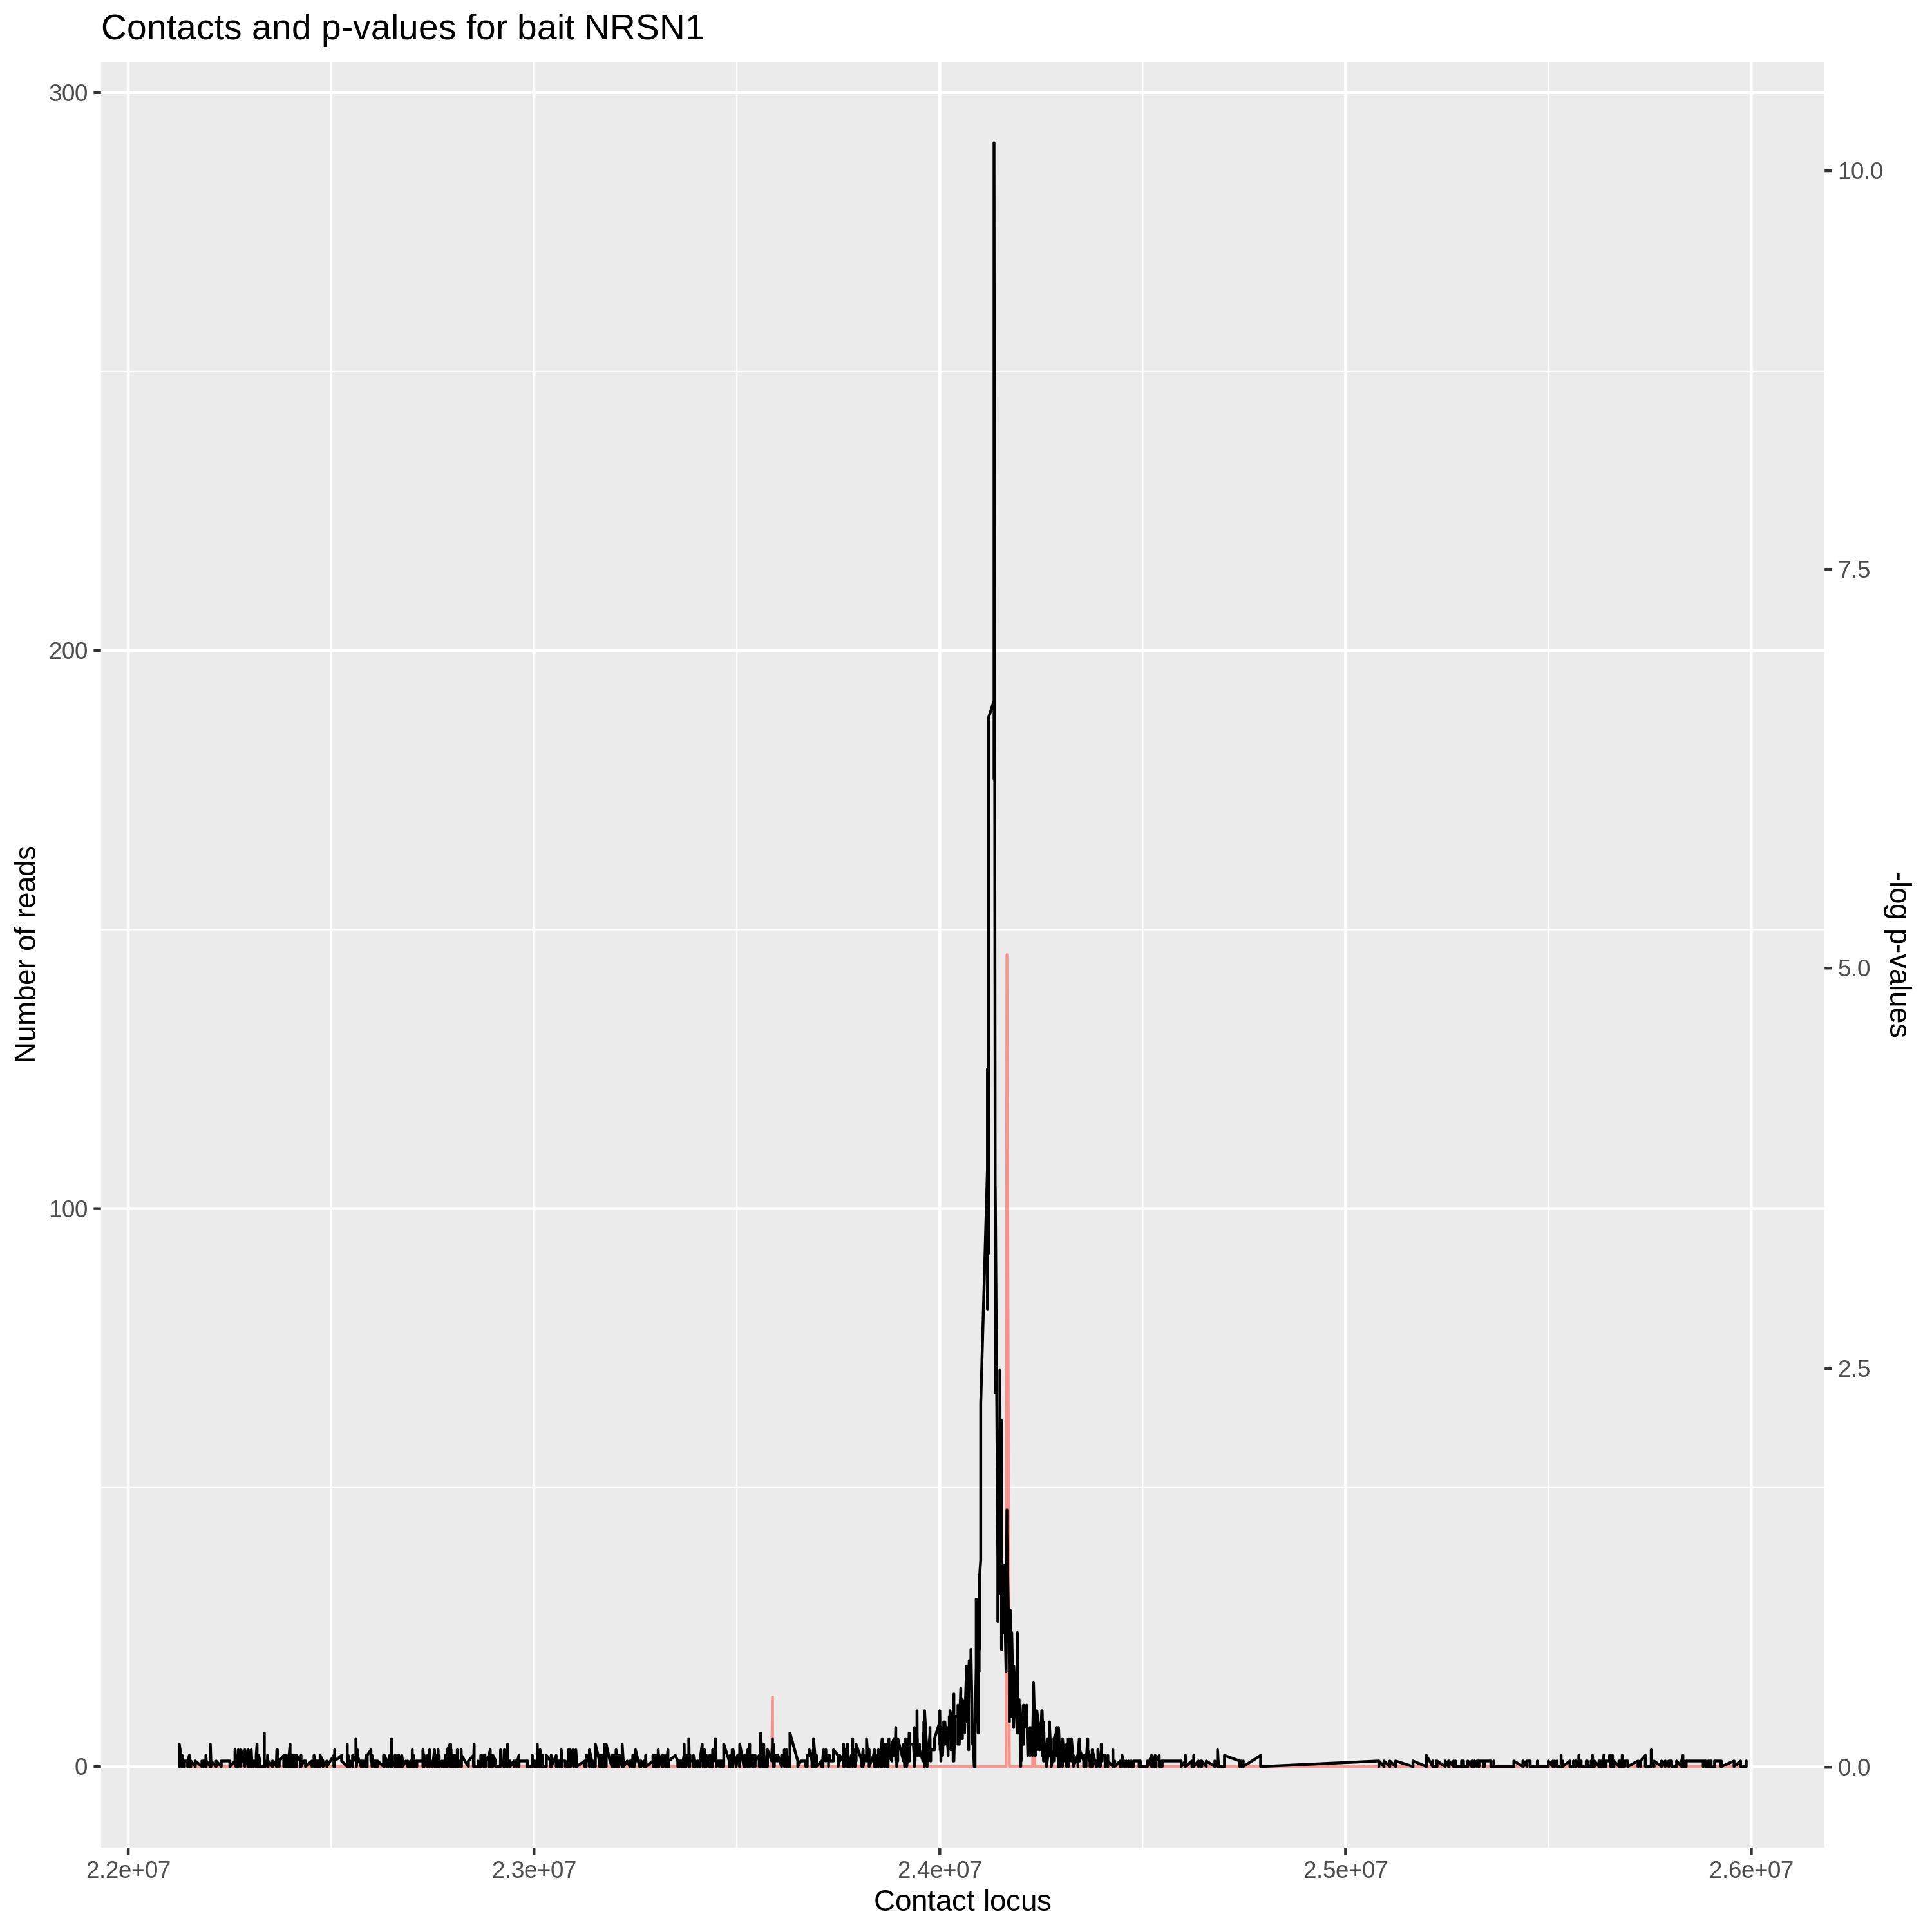 Contacts and p-values for bait NRSN1
300
200
100
0
Number of reads
10.0
7.5
5.0
2.5
0.0
-log p-values
2.2e+07 2.3e+07 2.4e+07 2.5e+07 2.6e+07
Contact locus